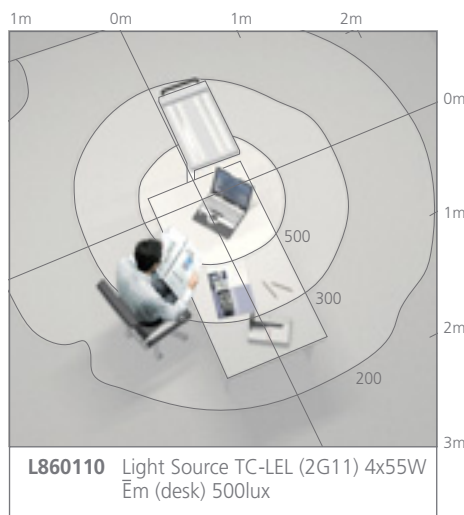 1m 0m 1m 2m
0m
1m
500
300
2m
200
3m
L860110 Light Source TC-LEL (2G11) 4x55W
Ēm (desk) 500lux